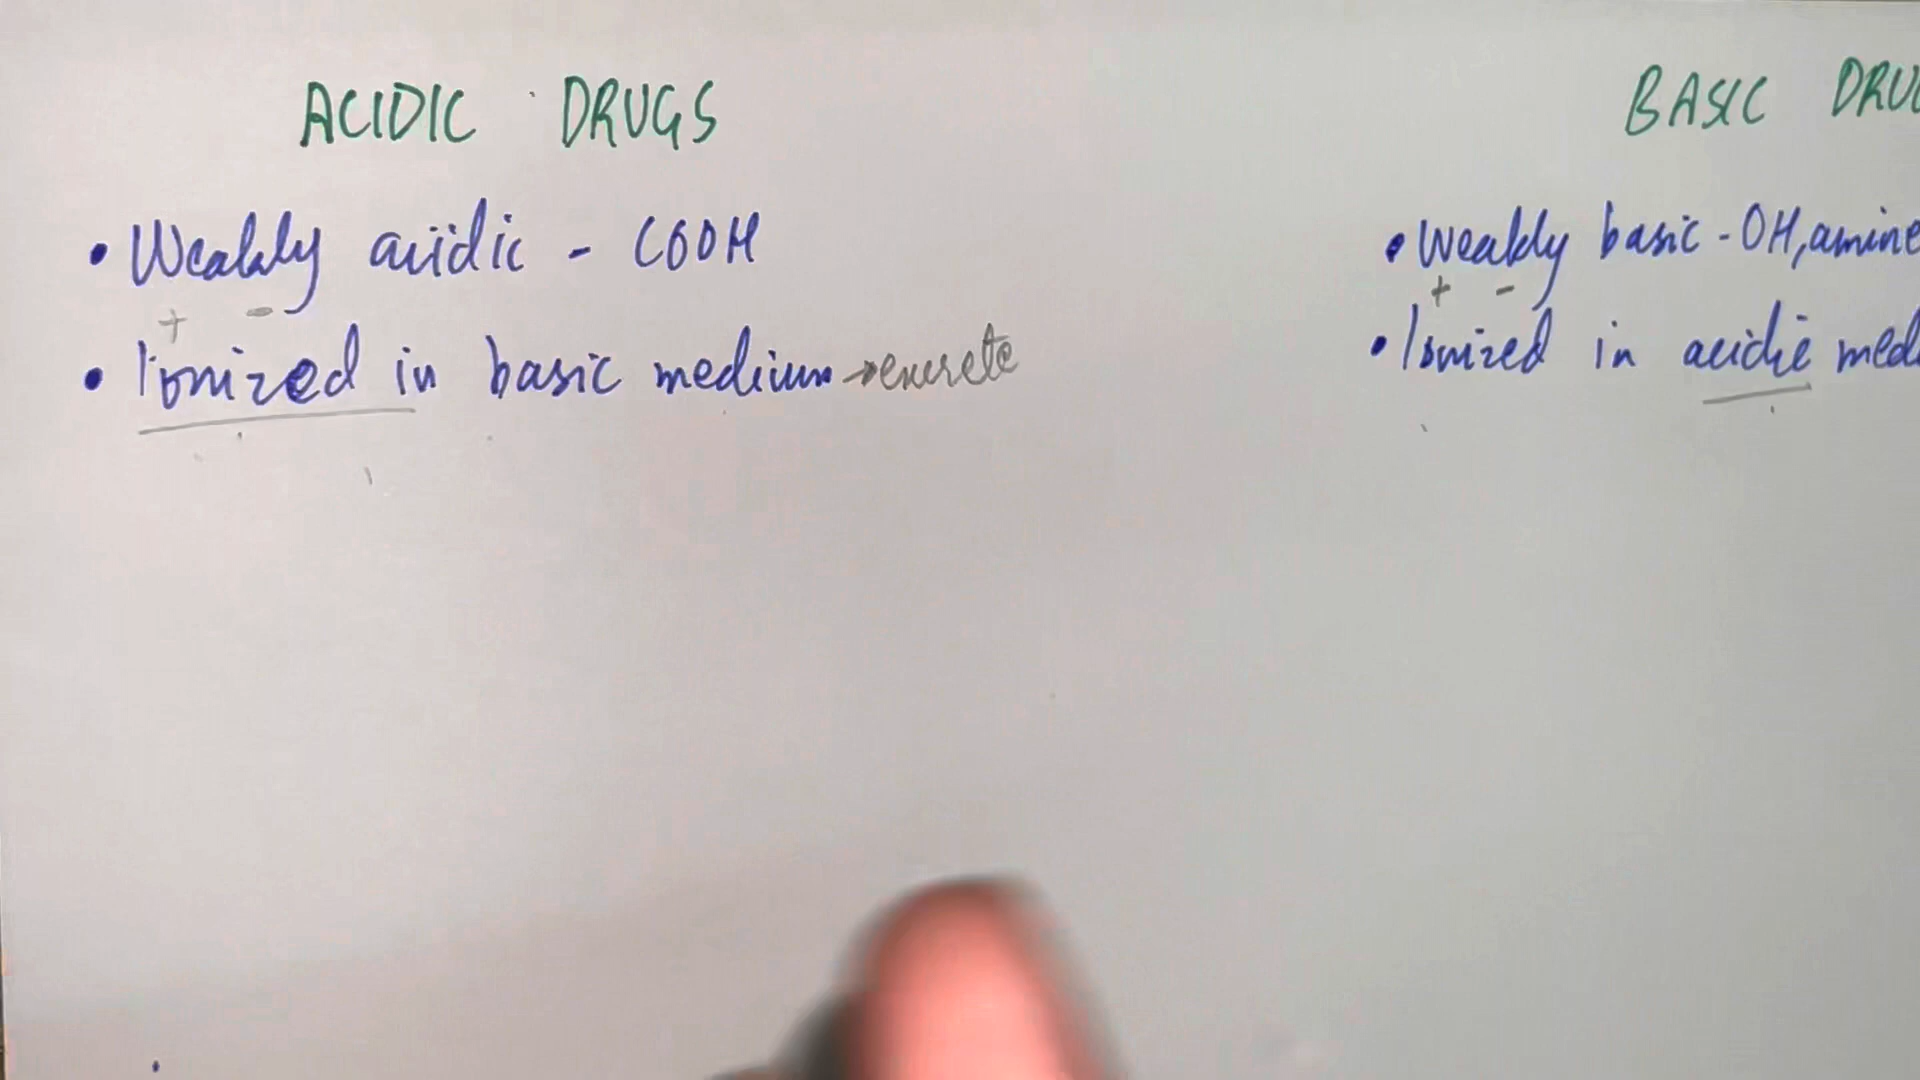 ACIDIC DRUGS
• Weakly acidic - COOH
+ -
• Ionized in basic medium → excrete
BASIC DRU
• Weakly basic - OH, amine
+ -
• Ionized in acidic med